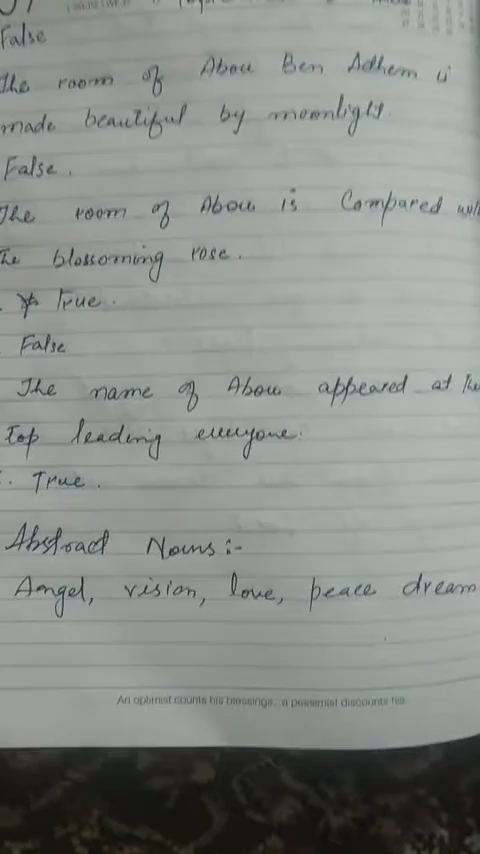 False
The room of Abou Ben Adhem is
made beautiful by moonlight
False.
The room of Abou is Compared
The blossoming rose.
True.
False
The name of Abou appeared at
top leading everyone.
True.
Abstract Nouns :-
Angel, vision, love, peace dream
An optimist counts his blessings; a pessimist discounts his